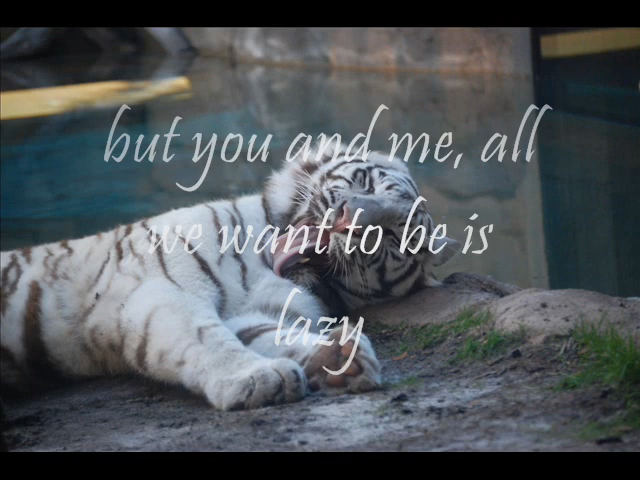 but you and me, all
we want to be is
lazy